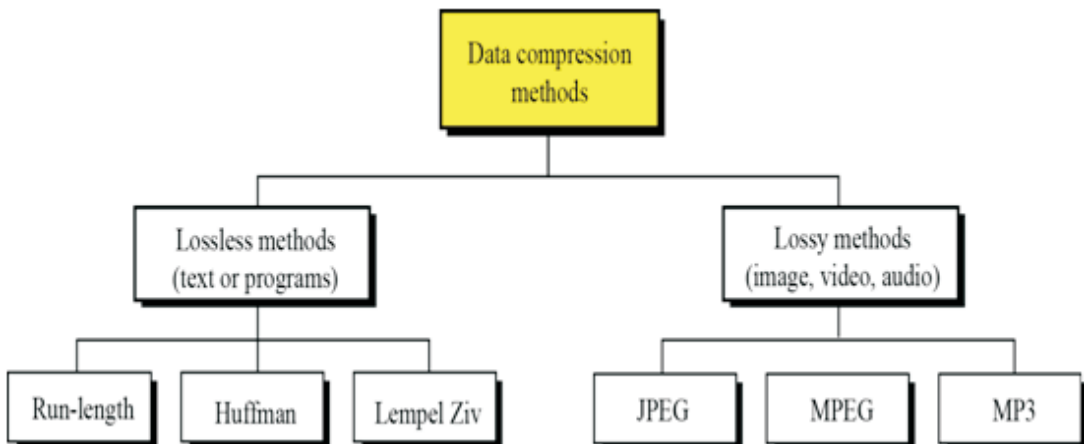 Data compression
methods
Lossless methods
(text or programs)
Lossy methods
(image, video, audio)
Run-length
Huffman
Lempel Ziv
JPEG
MPEG
MP3